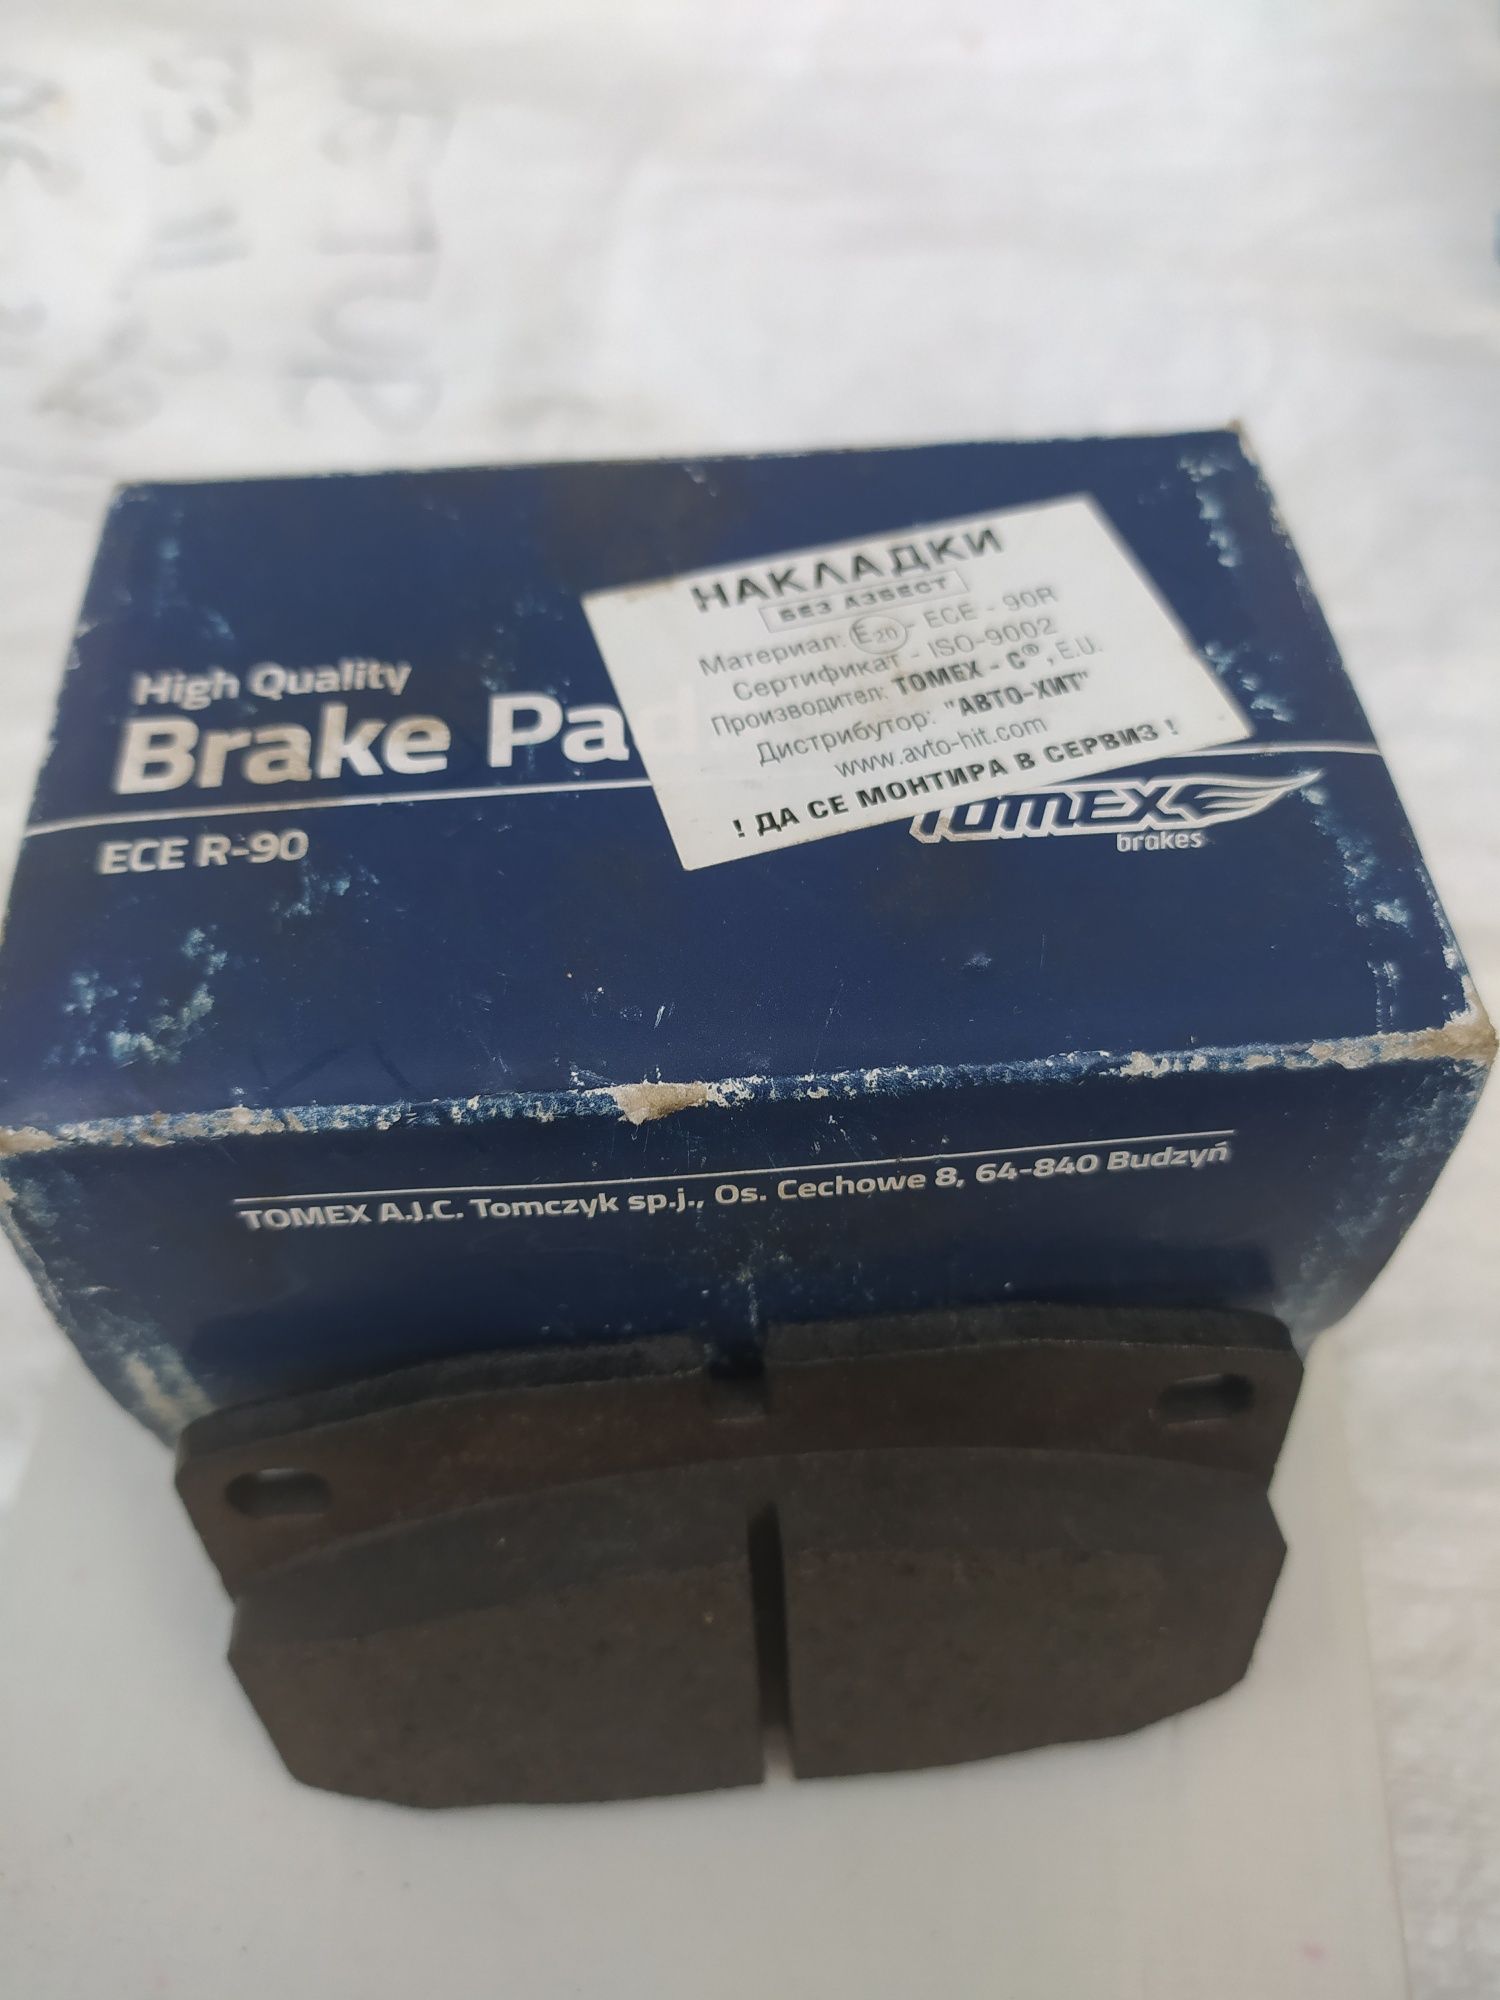 НАКЛАДКИ
БЕЗ АЗБЕСТ
Материал: E20 - ECE - 90R
Сертификат - ISO-9002
Производител: TOMEX - C®, E.U.
Дистрибутор: "АВТО-ХИТ"
www.avto-hit.com
! ДА СЕ МОНТИРА В СЕРВИЗ !
High Quality
Brake Pad
ECE R-90
TOMEX
brakes
TOMEX A.J.C. Tomczyk sp.j., Os. Cechowe 8, 64-840 Budzyń